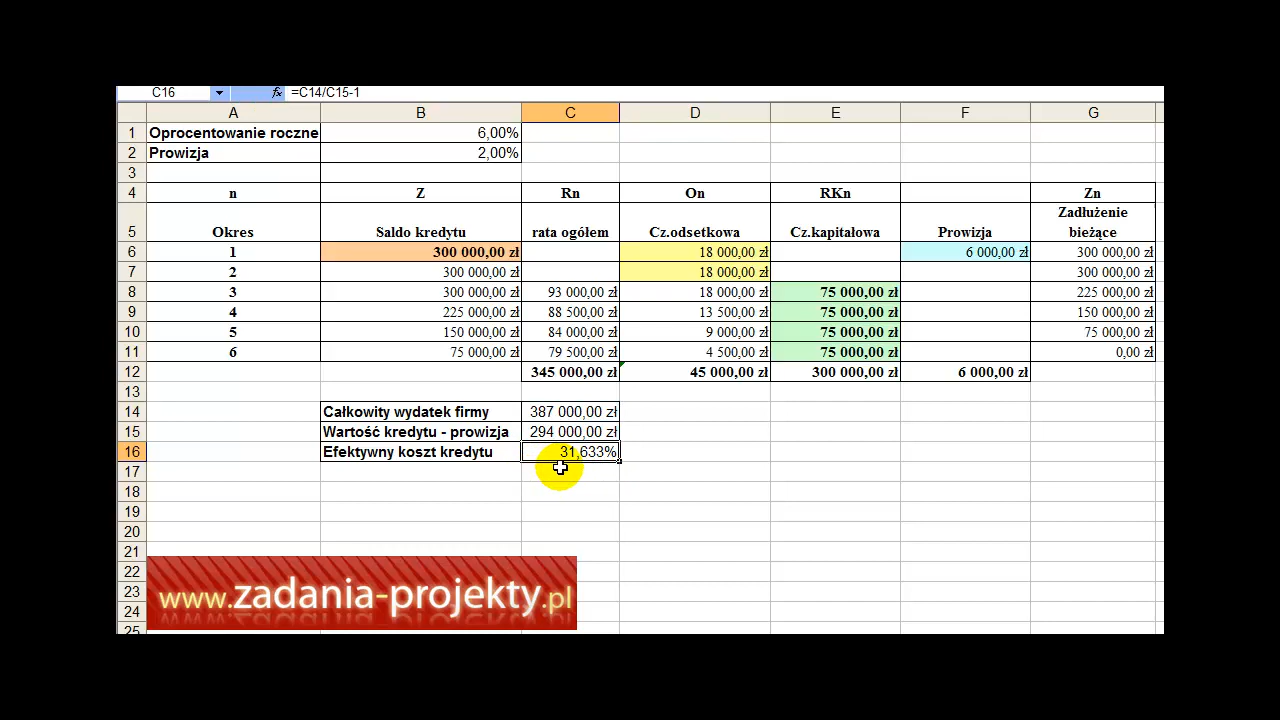 C16 fx =C14/C15-1
A B C D E F G
1 Oprocentowanie roczne 6,00%
2 Prowizja 2,00%
3
4 n Z Rn On RKn Zn
5 Okres Saldo kredytu rata ogółem Cz.odsetkowa Cz.kapitałowa Prowizja Zadłużenie bieżące
6 1 300 000,00 zł 18 000,00 zł 6 000,00 zł 300 000,00 zł
7 2 300 000,00 zł 18 000,00 zł 300 000,00 zł
8 3 300 000,00 zł 93 000,00 zł 18 000,00 zł 75 000,00 zł 225 000,00 zł
9 4 225 000,00 zł 88 500,00 zł 13 500,00 zł 75 000,00 zł 150 000,00 zł
10 5 150 000,00 zł 84 000,00 zł 9 000,00 zł 75 000,00 zł 75 000,00 zł
11 6 75 000,00 zł 79 500,00 zł 4 500,00 zł 75 000,00 zł 0,00 zł
12 345 000,00 zł 45 000,00 zł 300 000,00 zł 6 000,00 zł
13
14 Całkowity wydatek firmy 387 000,00 zł
15 Wartość kredytu - prowizja 294 000,00 zł
16 Efektywny koszt kredytu 31,633%
17
18
19
20
21
22
23
24
25
www.zadania-projekty.pl